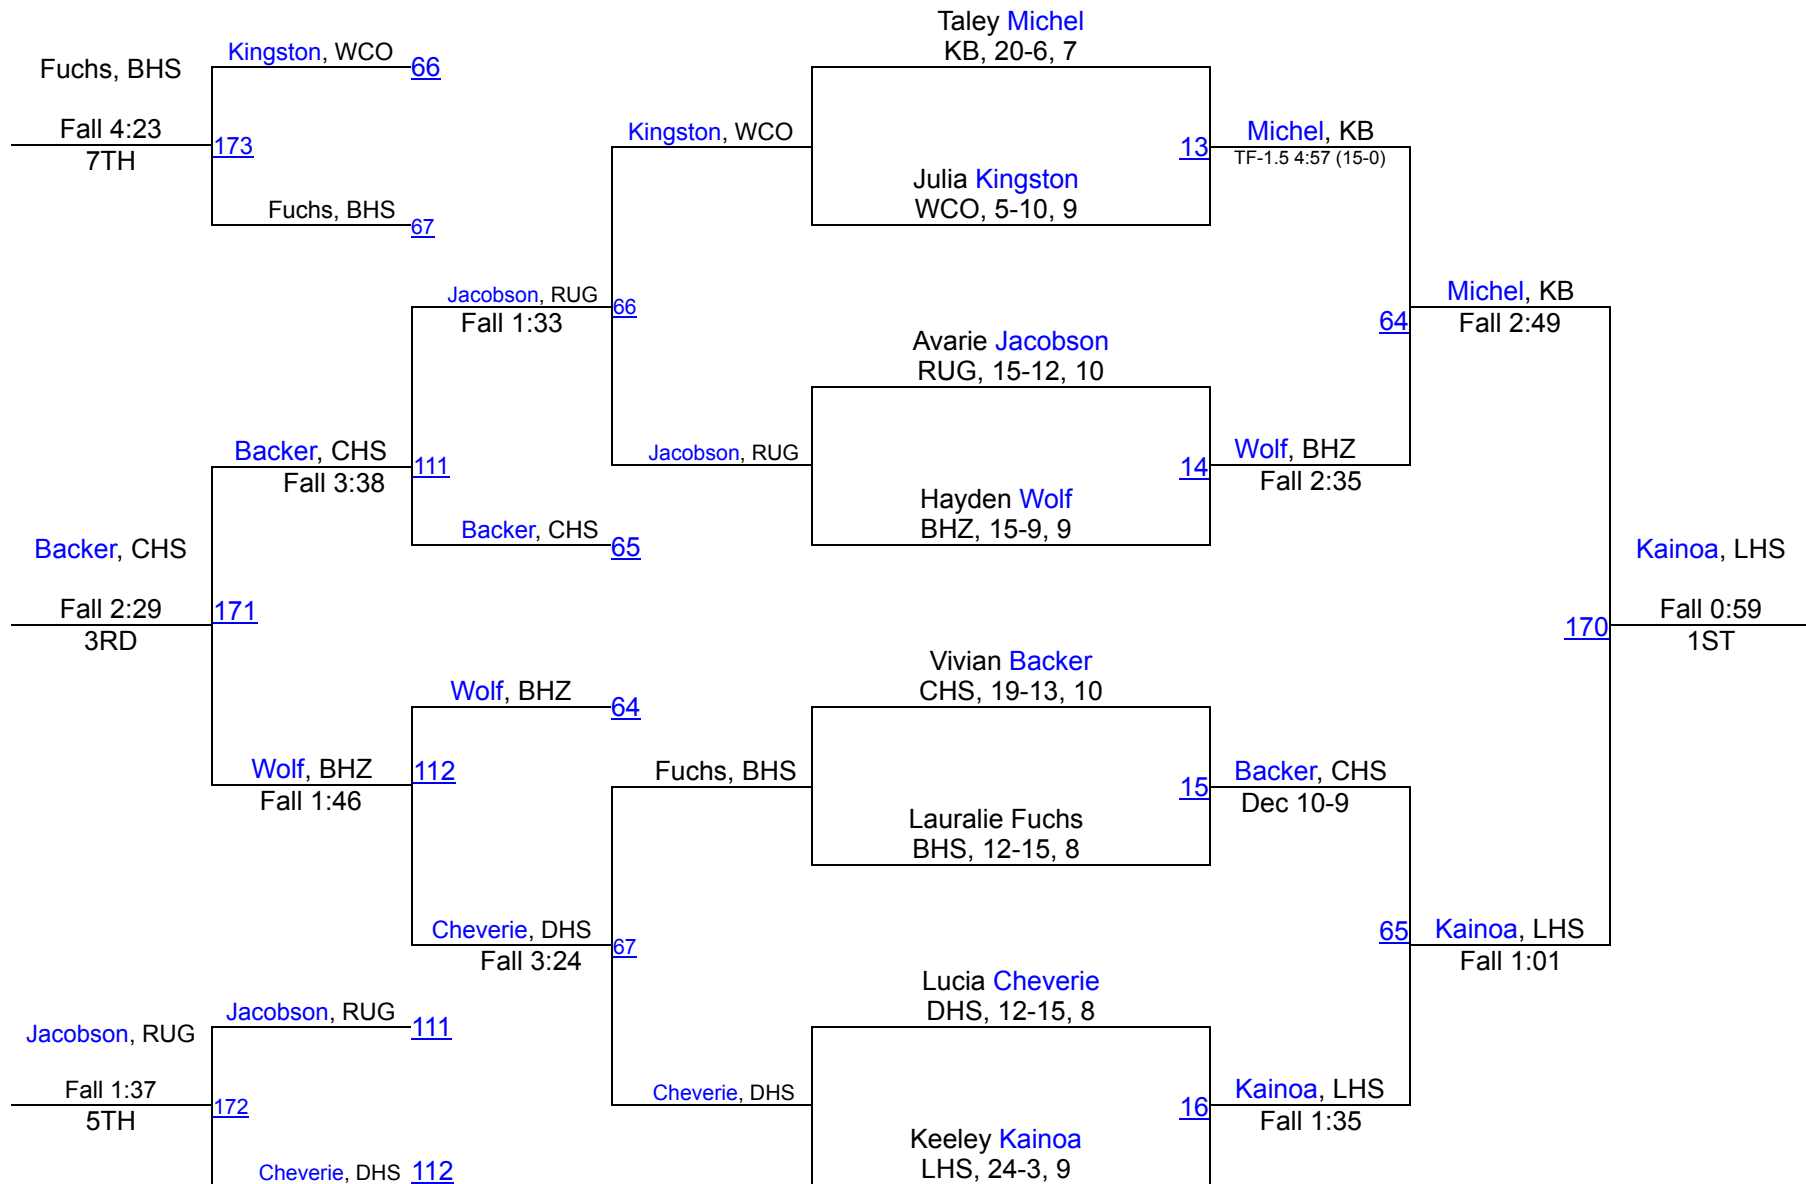 Taley Michel
KB, 20-6, 7
Kingston, WCO
66
Fuchs, BHS
Fall 4:23
7TH
173
Fuchs, BHS
67
Kingston, WCO
13
Michel, KB
TF-1.5 4:57 (15-0)
Julia Kingston
WCO, 5-10, 9
Jacobson, RUG
Fall 1:33
66
Michel, KB
Fall 2:49
64
Avarie Jacobson
RUG, 15-12, 10
Backer, CHS
Fall 3:38
111
Jacobson, RUG
14
Wolf, BHZ
Fall 2:35
Hayden Wolf
BHZ, 15-9, 9
Backer, CHS
65
Backer, CHS
Fall 2:29
3RD
171
Kainoa, LHS
Fall 0:59
1ST
170
Vivian Backer
CHS, 19-13, 10
Wolf, BHZ
64
Wolf, BHZ
Fall 1:46
112
Fuchs, BHS
15
Backer, CHS
Dec 10-9
Lauralie Fuchs
BHS, 12-15, 8
Cheverie, DHS
Fall 3:24
67
65
Kainoa, LHS
Fall 1:01
Lucia Cheverie
DHS, 12-15, 8
Jacobson, RUG
111
Jacobson, RUG
Fall 1:37
5TH
172
Cheverie, DHS
16
Kainoa, LHS
Fall 1:35
Keeley Kainoa
LHS, 24-3, 9
Cheverie, DHS
112